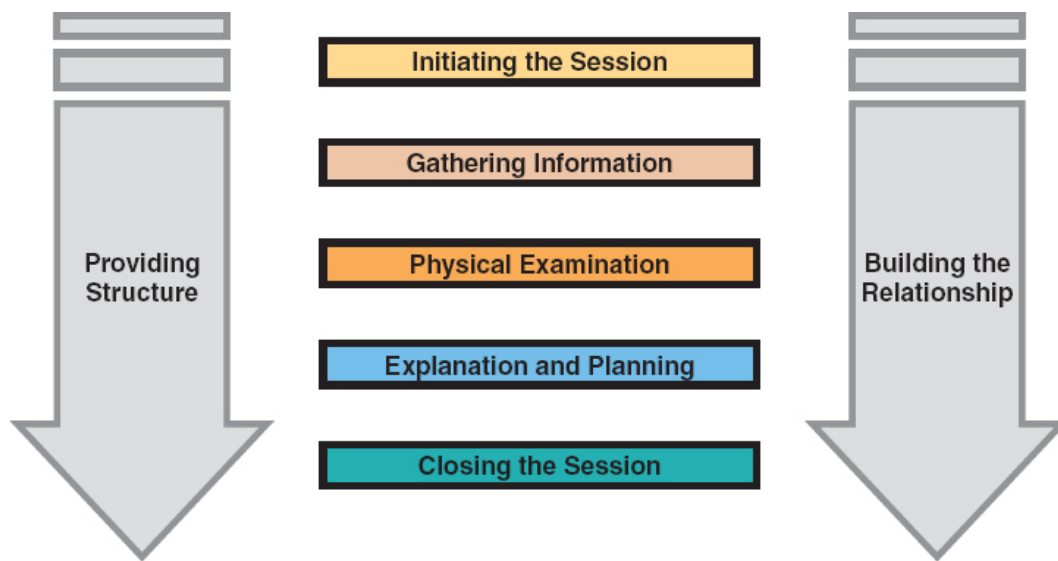 Initiating the Session
Gathering Information
Providing
Structure
Physical Examination
Building the
Relationship
Explanation and Planning
Closing the Session